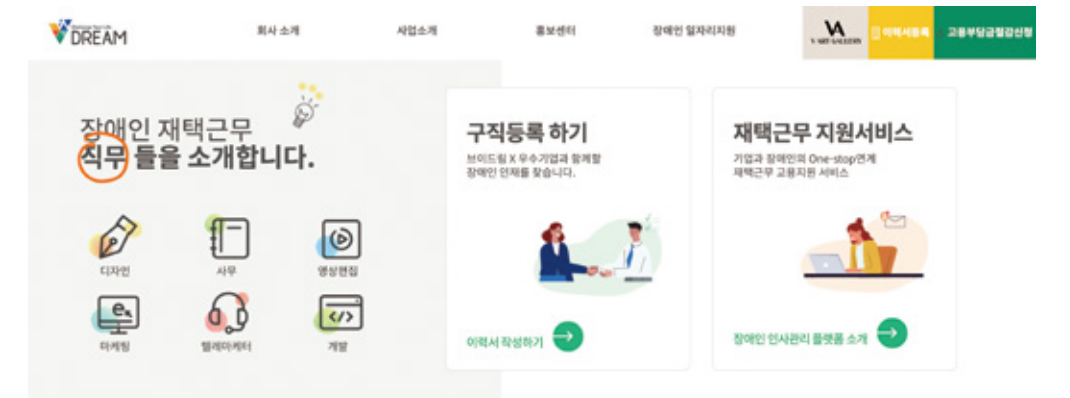 DREAM
회사 소개
사업소개
홍보센터
장애인 일자리지원
V-ART GALLERY
이력서등록
고용부담금절감신청
장애인 재택근무
직무 들을 소개합니다.
디자인
사무
영상편집
마케팅
텔레마케터
개발
구직등록 하기
브이드림 X 우수기업과 함께할
장애인 인재를 찾습니다.
이력서 작성하기
재택근무 지원서비스
기업과 장애인의 One-stop연계
재택근무 고용지원 서비스
장애인 인사관리 플랫폼 소개